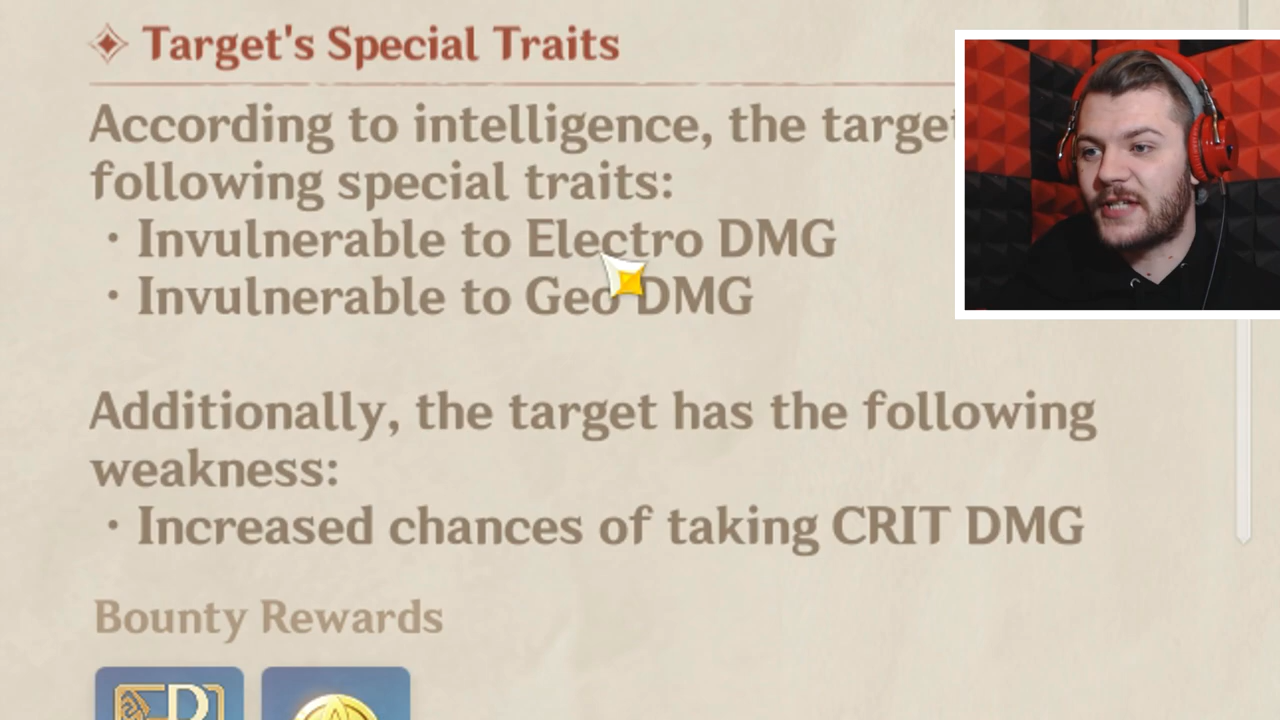 Target's Special Traits
According to intelligence, the target
following special traits:
· Invulnerable to Electro DMG
· Invulnerable to Geo DMG
Additionally, the target has the following
weakness:
· Increased chances of taking CRIT DMG
Bounty Rewards